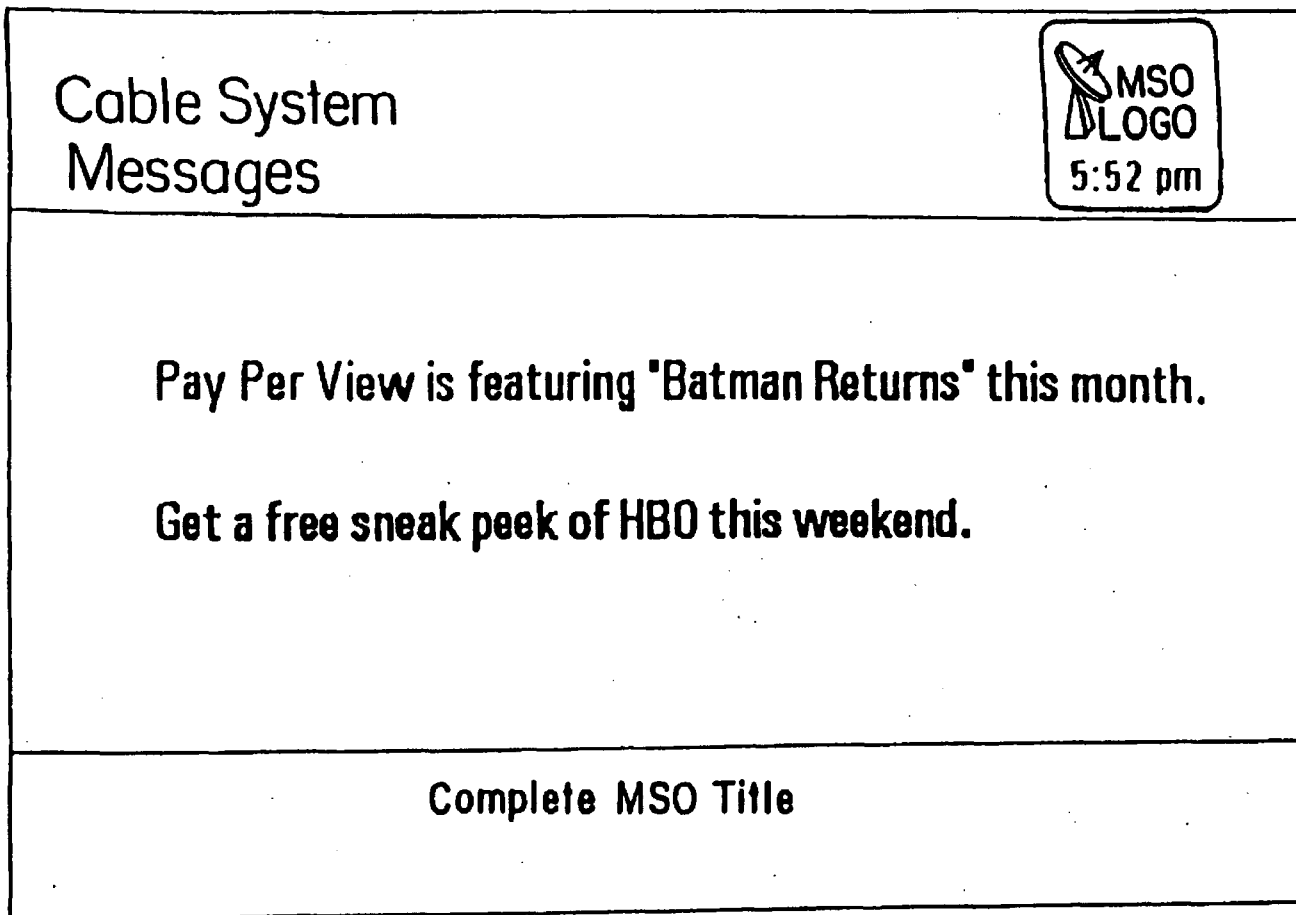 Cable System
Messages
MSO
LOGO
5:52 pm
Pay Per View is featuring "Batman Returns" this month.
Get a free sneak peek of HBO this weekend.
Complete MSO Title